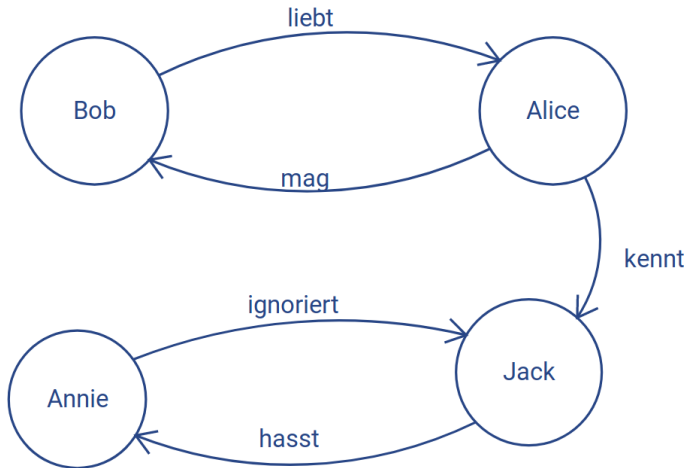 liebt
Bob
Alice
mag
kennt
ignoriert
Jack
Annie
hasst